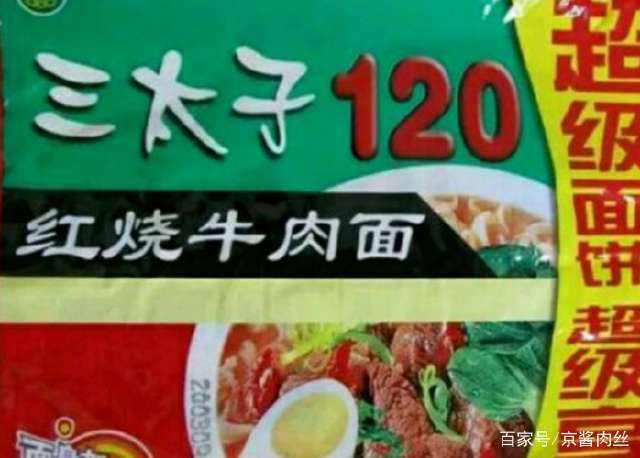 三太子120
红烧牛肉面
超级面饼
超级
200309
百家号/京酱肉丝